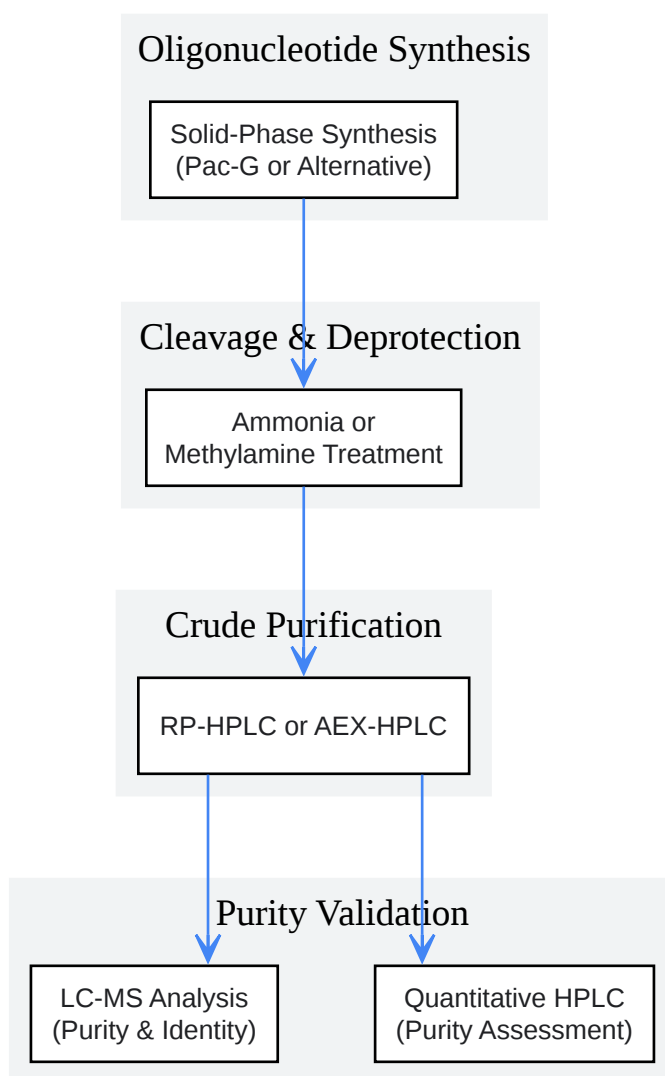 Oligonucleotide Synthesis
Solid-Phase Synthesis
(Pac-G or Alternative)
Cleavage & Deprotection
Ammonia or
Methylamine Treatment
Crude Purification
RP-HPLC or AEX-HPLC
Purity Validation
LC-MS Analysis
(Purity & Identity)
Quantitative HPLC
(Purity Assessment)